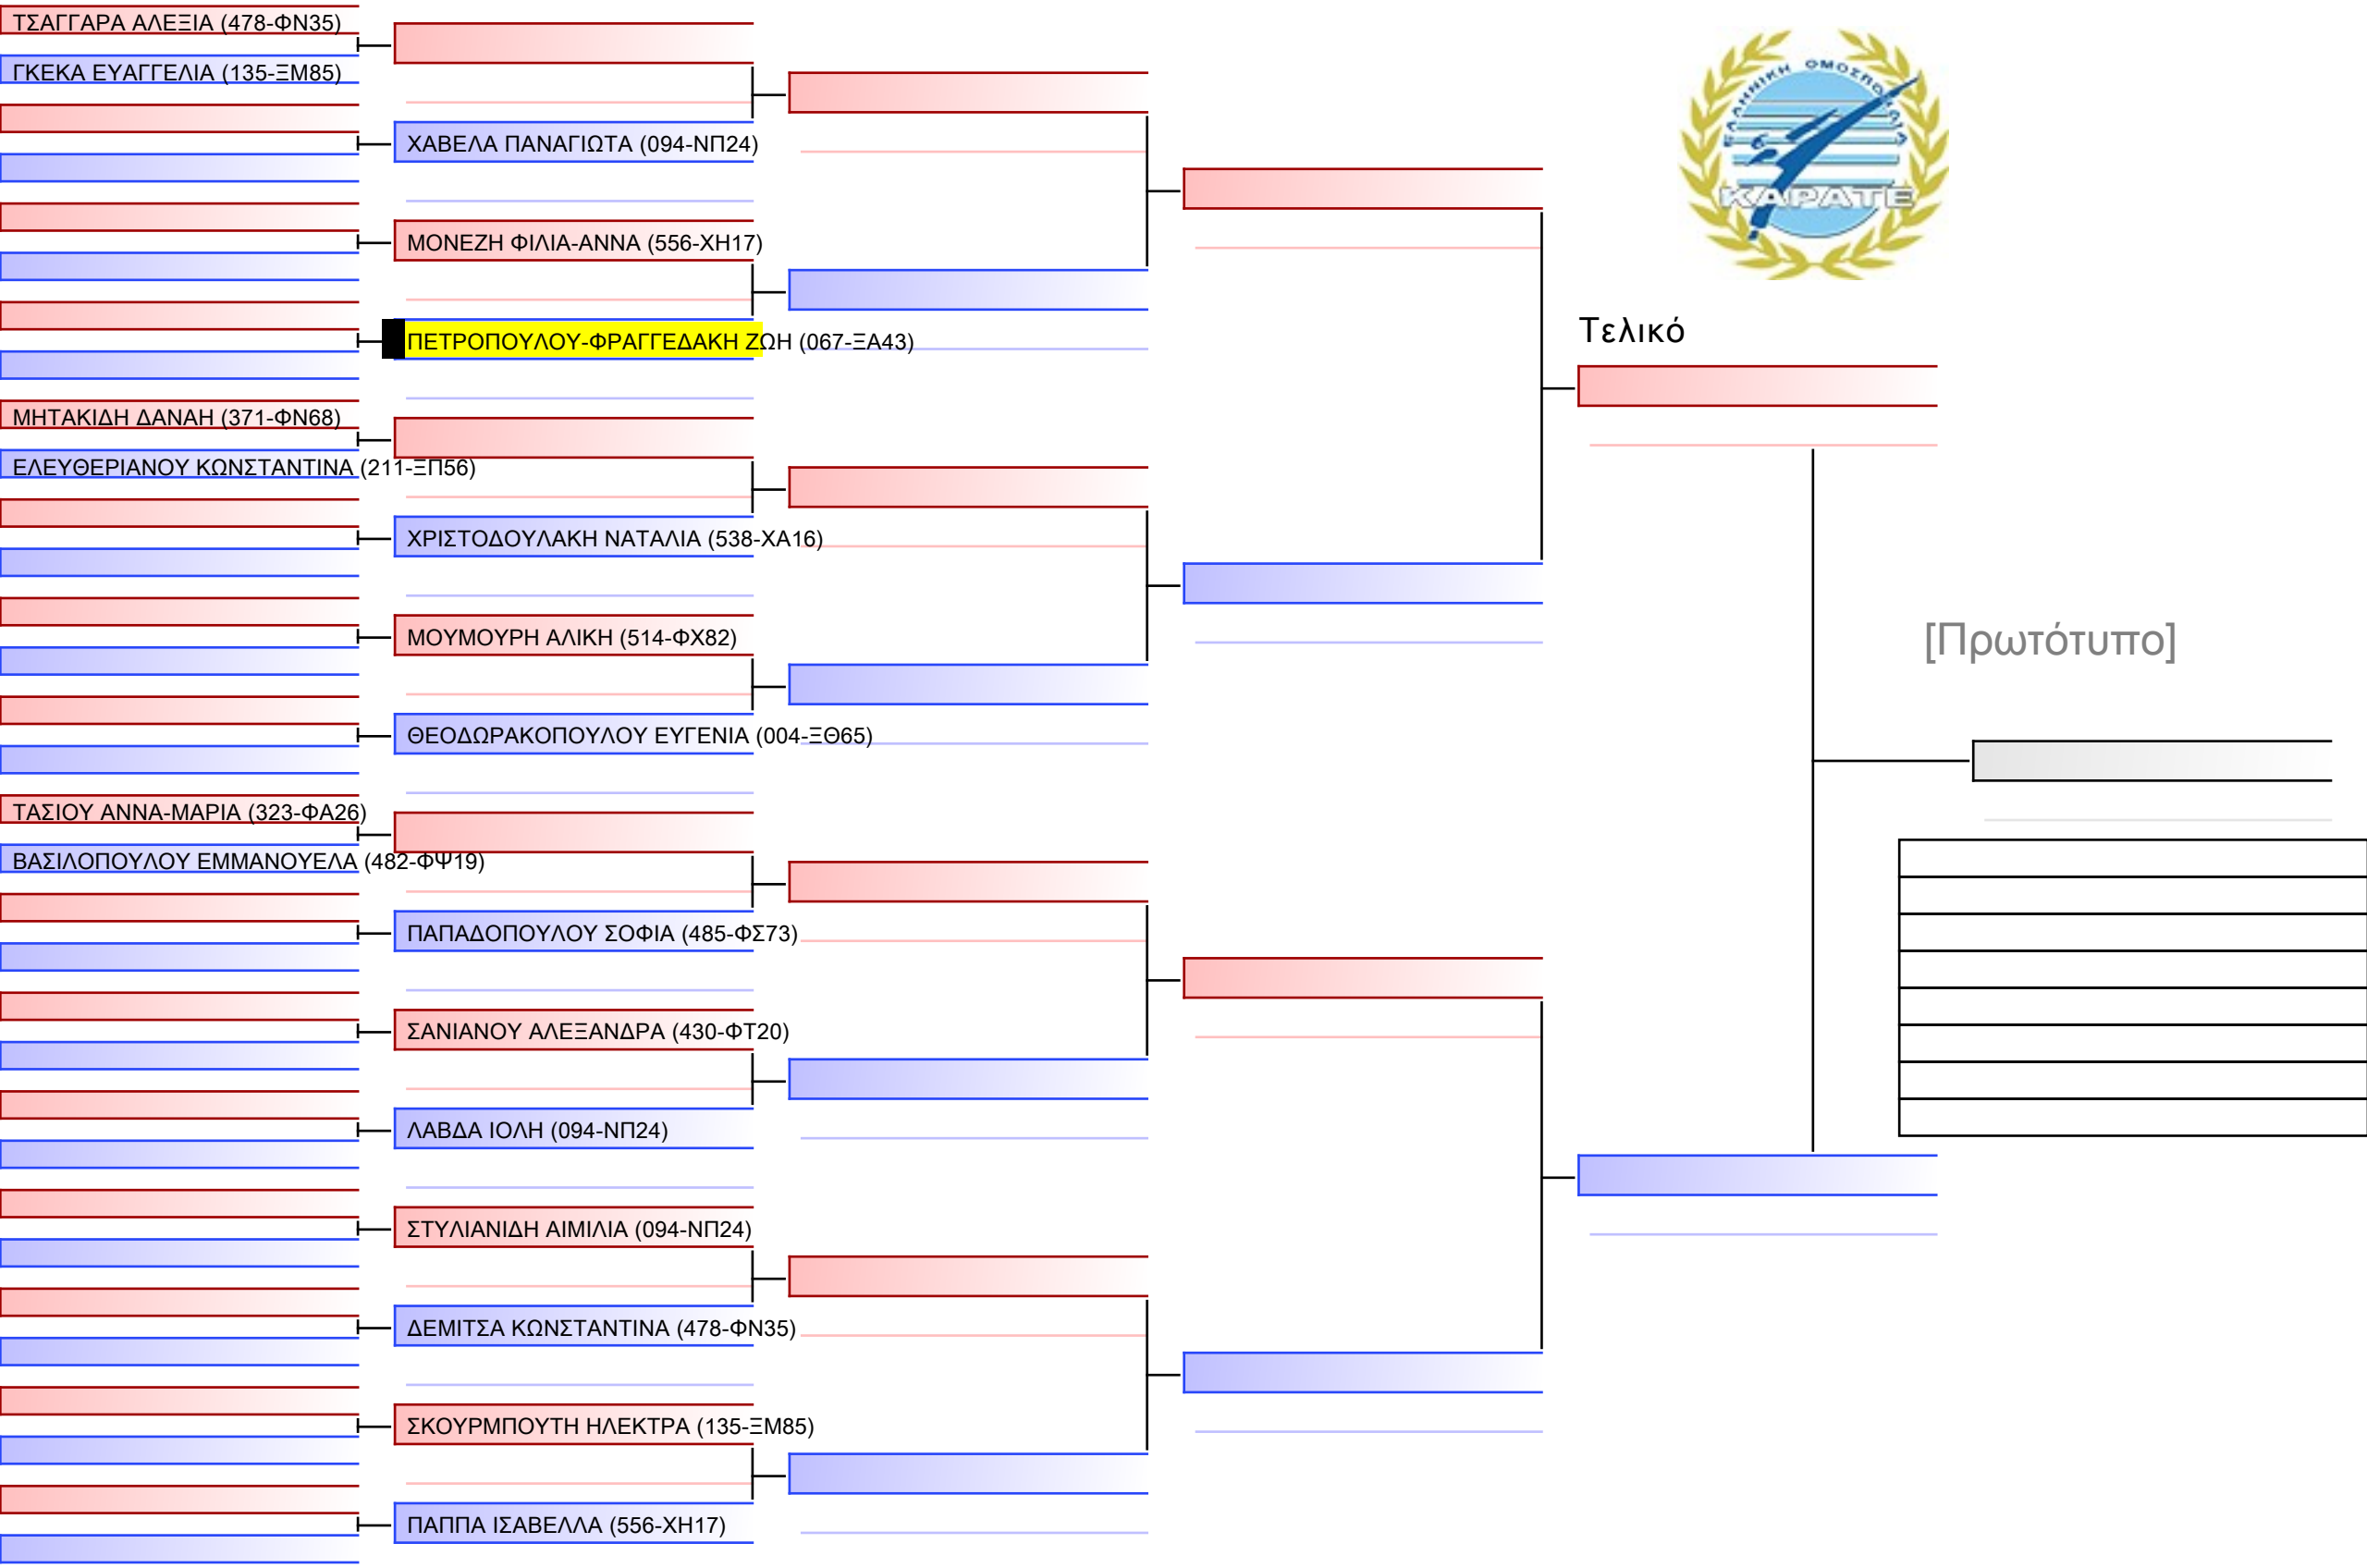 ΤΣΑΓΓΑΡΑ ΑΛΕΞΙΑ (478-ΦΝ35)
ΓΚΕΚΑ ΕΥΑΓΓΕΛΙΑ (135-ΞΜ85)
ΧΑΒΕΛΑ ΠΑΝΑΓΙΩΤΑ (094-ΝΠ24)
ΜΟΝΕΖΗ ΦΙΛΙΑ-ΑΝΝΑ (556-ΧΗ17)
ΠΕΤΡΟΠΟΥΛΟΥ-ΦΡΑΓΓΕΔΑΚΗ ΖΩΗ (067-ΞΑ43)
ΜΗΤΑΚΙΔΗ ΔΑΝΑΗ (371-ΦΝ68)
ΕΛΕΥΘΕΡΙΑΝΟΥ ΚΩΝΣΤΑΝΤΙΝΑ (211-ΞΠ56)
ΧΡΙΣΤΟΔΟΥΛΑΚΗ ΝΑΤΑΛΙΑ (538-ΧΑ16)
ΜΟΥΜΟΥΡΗ ΑΛΙΚΗ (514-ΦΧ82)
ΘΕΟΔΩΡΑΚΟΠΟΥΛΟΥ ΕΥΓΕΝΙΑ (004-ΞΘ65)
ΤΑΣΙΟΥ ΑΝΝΑ-ΜΑΡΙΑ (323-ΦΑ26)
ΒΑΣΙΛΟΠΟΥΛΟΥ ΕΜΜΑΝΟΥΕΛΑ (482-ΦΨ19)
ΠΑΠΑΔΟΠΟΥΛΟΥ ΣΟΦΙΑ (485-ΦΣ73)
ΣΑΝΙΑΝΟΥ ΑΛΕΞΑΝΔΡΑ (430-ΦΤ20)
ΛΑΒΔΑ ΙΟΛΗ (094-ΝΠ24)
ΣΤΥΛΙΑΝΙΔΗ ΑΙΜΙΛΙΑ (094-ΝΠ24)
ΔΕΜΙΤΣΑ ΚΩΝΣΤΑΝΤΙΝΑ (478-ΦΝ35)
ΣΚΟΥΡΜΠΟΥΤΗ ΗΛΕΚΤΡΑ (135-ΞΜ85)
ΠΑΠΠΑ ΙΣΑΒΕΛΛΑ (556-ΧΗ17)
ΕΛΛΗΝΙΚΗ ΟΜΟΣΠΟΝΔΙΑ
ΚΑΡΑΤΕ
Τελικό
[Πρωτότυπο]